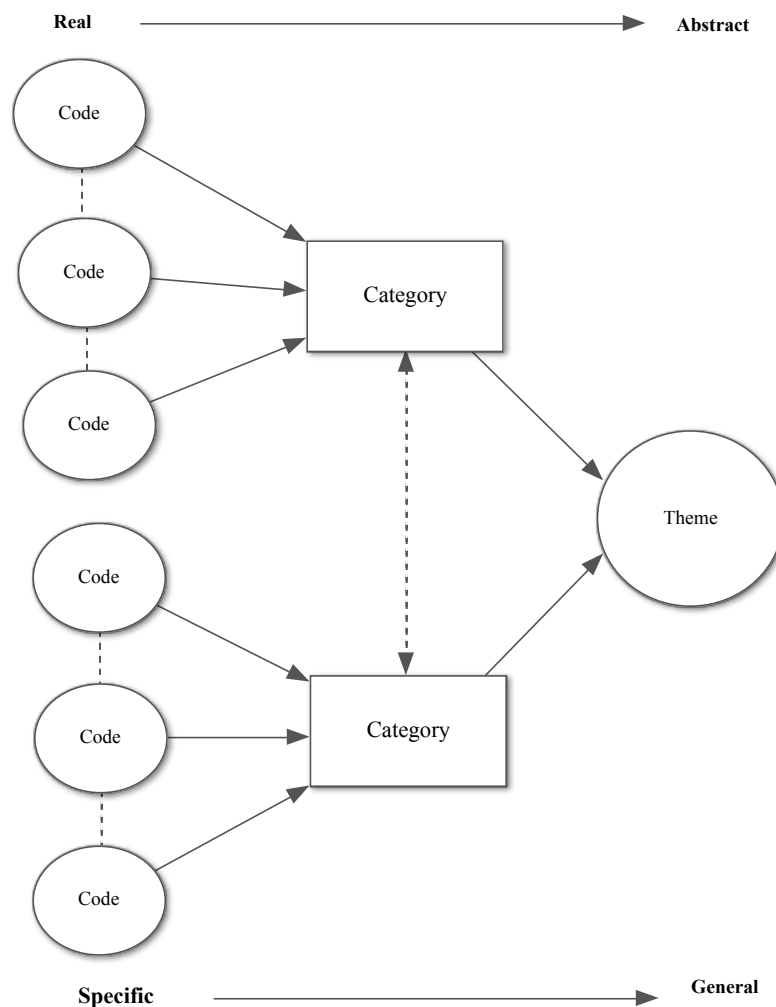 Real
Abstract
Code
Code
Category
Code
Theme
Code
Code
Category
Code
Specific
General